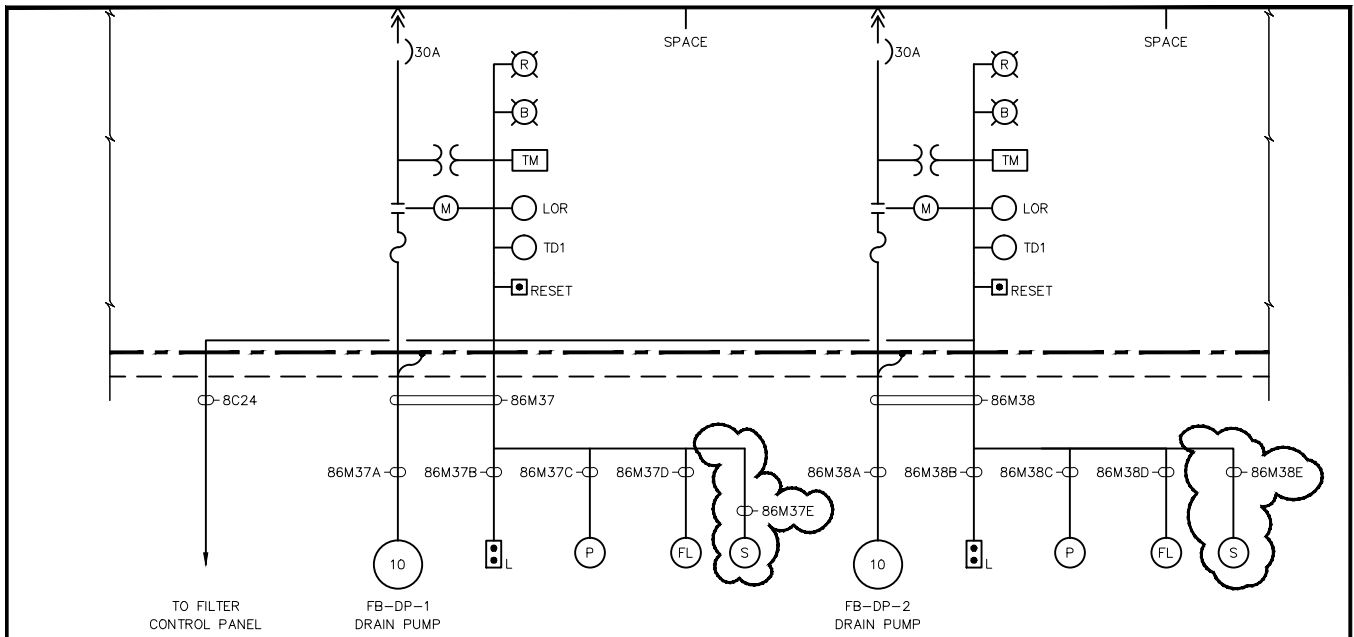 SPACE
SPACE
30A
30A
R
R
B
B
TM
TM
M
LOR
M
LOR
TD1
TD1
RESET
RESET
8C24
86M37
86M38
86M37A
86M37B
86M37C
86M37D
86M38A
86M38B
86M38C
86M38D
86M38E
86M37E
10
L
P
FL
S
10
L
P
FL
S
TO FILTER
CONTROL PANEL
FB-DP-1
DRAIN PUMP
FB-DP-2
DRAIN PUMP